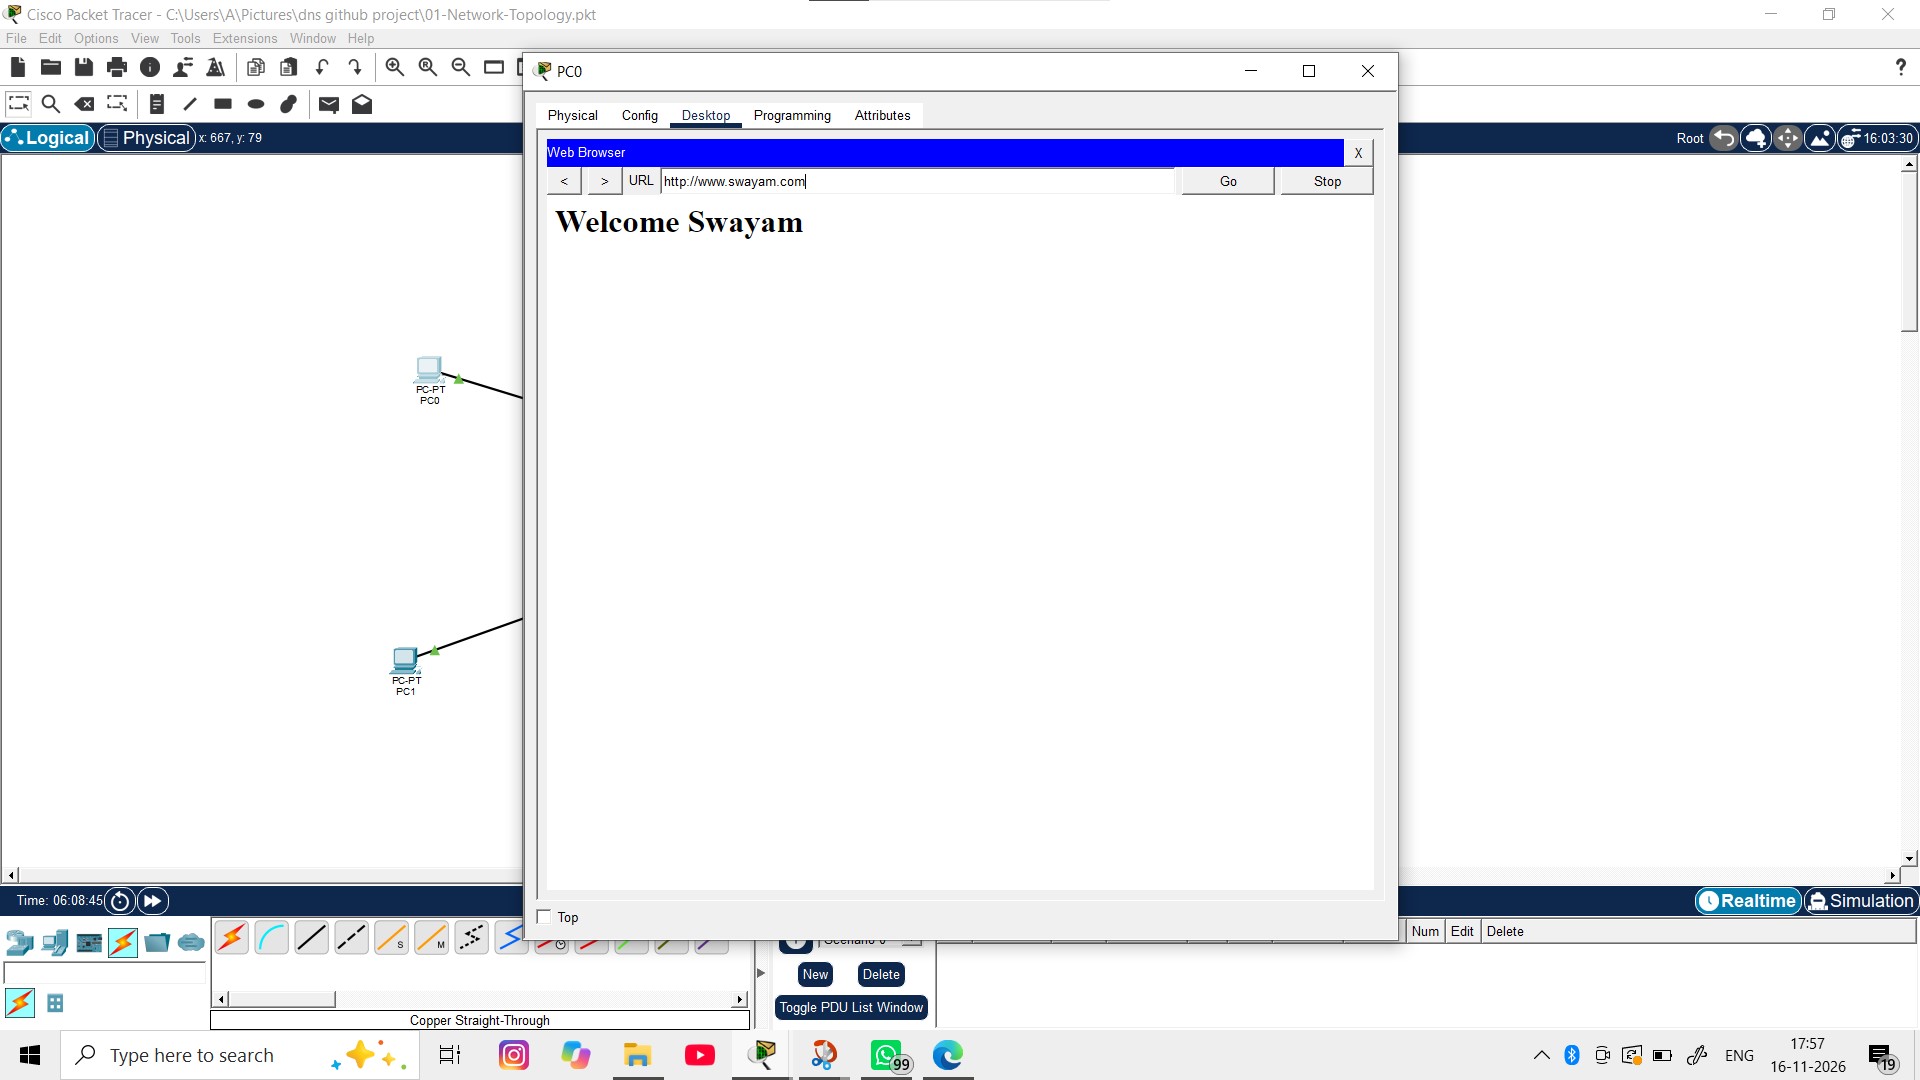 Cisco Packet Tracer - C:\Users\A\Pictures\dns github project\01-Network-Topology.pkt
File Edit Options View Tools Extensions Window Help
?
PC0
Physical Config Desktop Programming Attributes
Logical Physical x: 667, y: 79
Root 16:03:30
Web Browser X
< > URL http://www.swayam.com Go Stop
Welcome Swayam
PC-PT
PC0
PC-PT
PC1
Top
Time: 06:08:45
Realtime Simulation
Num Edit Delete
S M
New Delete
Toggle PDU List Window
Copper Straight-Through
Type here to search
99
ENG
17:57
16-11-2026
19